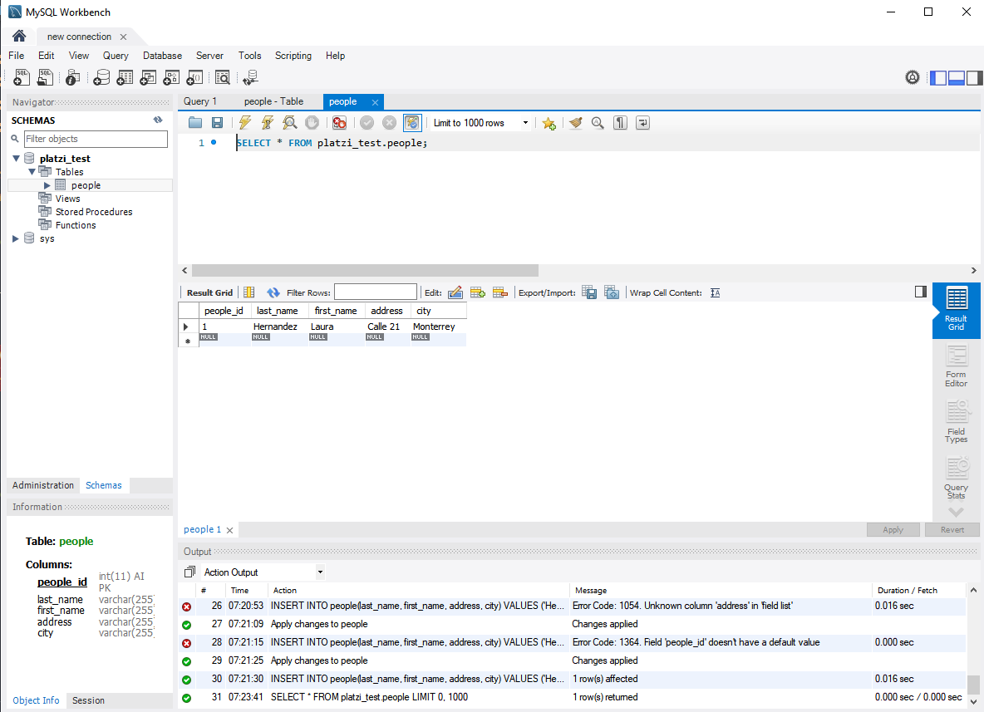 MySQL Workbench
new connection
File Edit View Query Database Server Tools Scripting Help
Navigator
SCHEMAS
Filter objects
platzi_test
Tables
people
Views
Stored Procedures
Functions
sys
Administration Schemas
Information
Table: people
Columns:
people_id int(11) AI PK
last_name varchar(255)
first_name varchar(255)
address varchar(255)
city varchar(255)
Object Info Session
Query 1 people - Table people
Limit to 1000 rows
1 SELECT * FROM platzi_test.people;
Result Grid Filter Rows: Edit: Export/Import: Wrap Cell Content:
people_id last_name first_name address city
1 Hernandez Laura Calle 21 Monterrey
NULL NULL NULL NULL NULL
Result Grid
Form Editor
Field Types
Query Stats
people 1 Apply Revert
Output
Action Output
# Time Action Message Duration / Fetch
26 07:20:53 INSERT INTO people(last_name, first_name, address, city) VALUES ('He... Error Code: 1054. Unknown column 'address' in 'field list' 0.016 sec
27 07:21:09 Apply changes to people Changes applied
28 07:21:15 INSERT INTO people(last_name, first_name, address, city) VALUES ('He... Error Code: 1364. Field 'people_id' doesn't have a default value 0.000 sec
29 07:21:25 Apply changes to people Changes applied
30 07:21:30 INSERT INTO people(last_name, first_name, address, city) VALUES ('He... 1 row(s) affected 0.016 sec
31 07:23:41 SELECT * FROM platzi_test.people LIMIT 0, 1000 1 row(s) returned 0.000 sec / 0.000 sec